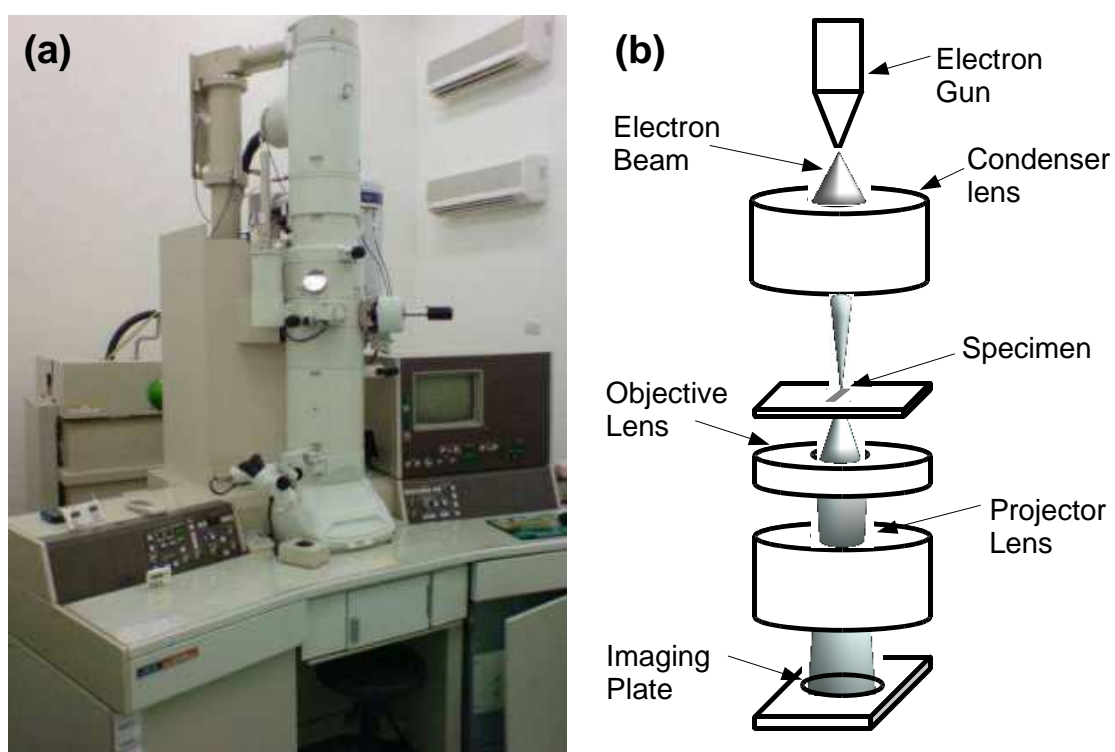 (a)
(b)
Electron
Gun
Electron
Beam
Condenser
lens
Specimen
Objective
Lens
Projector
Lens
Imaging
Plate